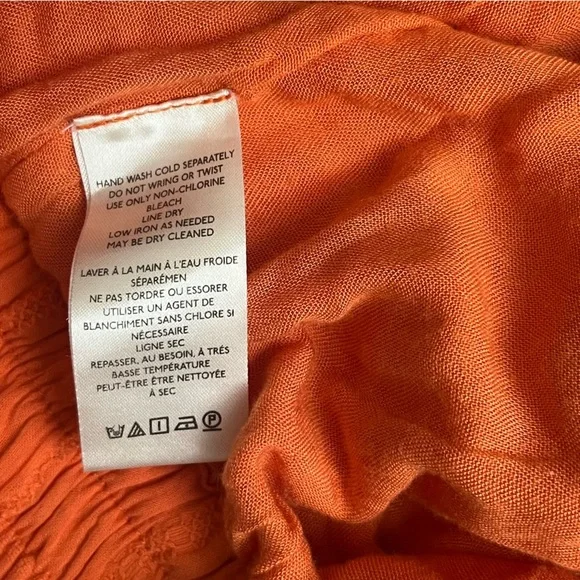 HAND WASH COLD SEPARATELY
DO NOT WRING OR TWIST
USE ONLY NON-CHLORINE
BLEACH
LINE DRY
LOW IRON AS NEEDED
MAY BE DRY CLEANED
LAVER À LA MAIN À L'EAU FROIDE
SÉPARÉMEN
NE PAS TORDRE OU ESSORER
UTILISER UN AGENT DE
BLANCHIMENT SANS CHLORE SI
NÉCESSAIRE
LIGNE SEC
REPASSER, AU BESOIN, À TRÉS
BASSE TEMPÉRATURE
PEUT-ÊTRE ÊTRE NETTOYÉE
À SEC
P